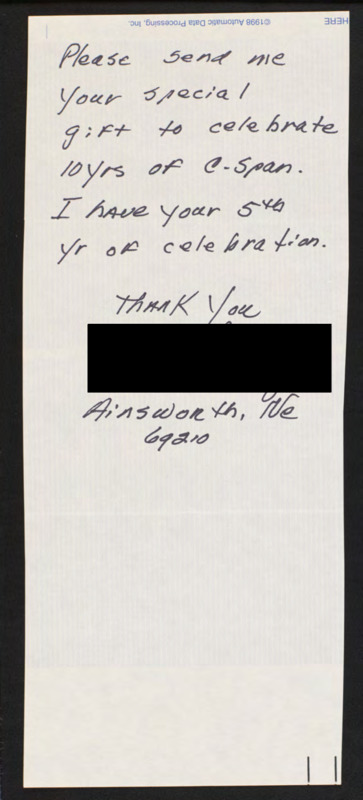 HERE ©1998 Automatic Data Processing, Inc.
Please send me
your special
gift to celebrate
10yrs of C-Span.
I have your 5th
yr of celebration.
Thank You
Ainsworth, Ne
69210